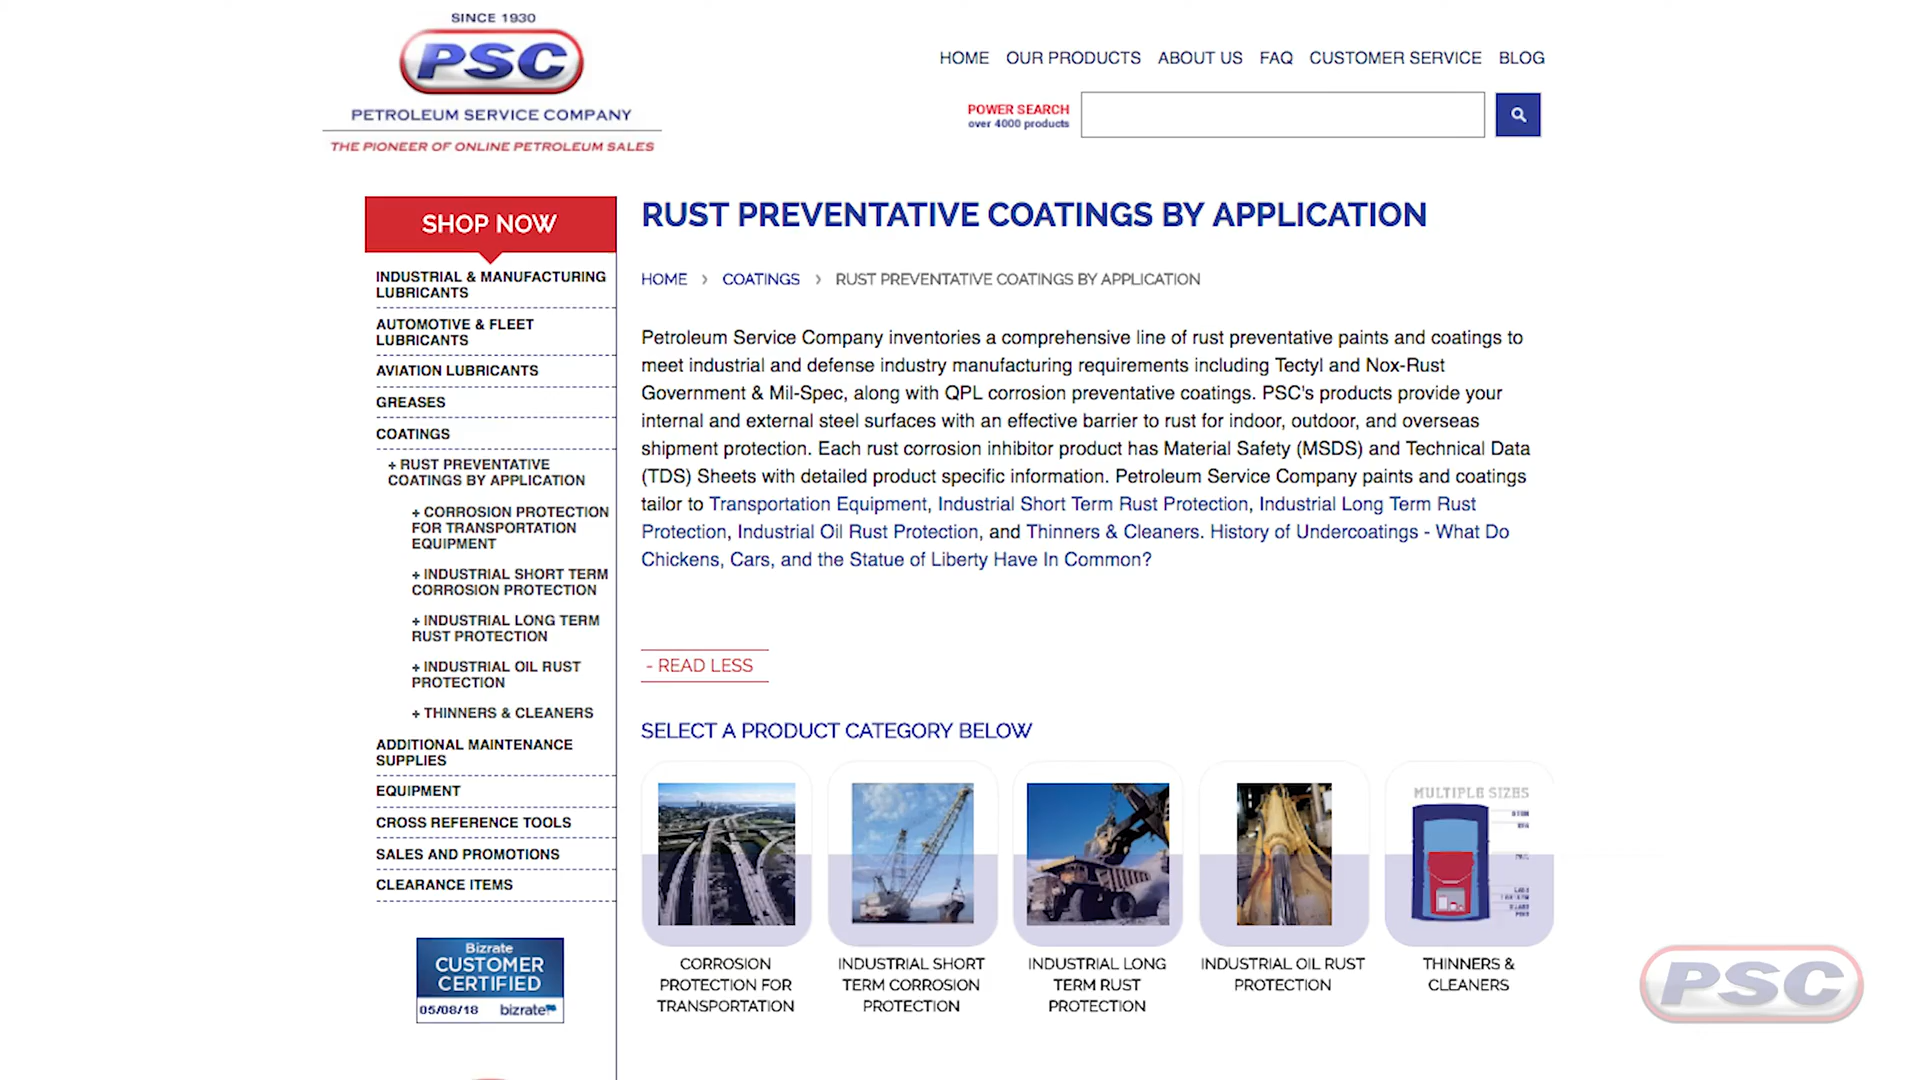 SINCE 1930
PSC
PETROLEUM SERVICE COMPANY
THE PIONEER OF ONLINE PETROLEUM SALES
HOME OUR PRODUCTS ABOUT US FAQ CUSTOMER SERVICE BLOG
POWER SEARCH
over 4000 products
SHOP NOW
INDUSTRIAL & MANUFACTURING
LUBRICANTS
AUTOMOTIVE & FLEET
LUBRICANTS
AVIATION LUBRICANTS
GREASES
COATINGS
+ RUST PREVENTATIVE
COATINGS BY APPLICATION
+ CORROSION PROTECTION
FOR TRANSPORTATION
EQUIPMENT
+ INDUSTRIAL SHORT TERM
CORROSION PROTECTION
+ INDUSTRIAL LONG TERM
RUST PROTECTION
+ INDUSTRIAL OIL RUST
PROTECTION
+ THINNERS & CLEANERS
ADDITIONAL MAINTENANCE
SUPPLIES
EQUIPMENT
CROSS REFERENCE TOOLS
SALES AND PROMOTIONS
CLEARANCE ITEMS
Bizrate
CUSTOMER
CERTIFIED
05/08/18 bizrate
RUST PREVENTATIVE COATINGS BY APPLICATION
HOME › COATINGS › RUST PREVENTATIVE COATINGS BY APPLICATION
Petroleum Service Company inventories a comprehensive line of rust preventative paints and coatings to
meet industrial and defense industry manufacturing requirements including Tectyl and Nox-Rust
Government & Mil-Spec, along with QPL corrosion preventative coatings. PSC's products provide your
internal and external steel surfaces with an effective barrier to rust for indoor, outdoor, and overseas
shipment protection. Each rust corrosion inhibitor product has Material Safety (MSDS) and Technical Data
(TDS) Sheets with detailed product specific information. Petroleum Service Company paints and coatings
tailor to Transportation Equipment, Industrial Short Term Rust Protection, Industrial Long Term Rust
Protection, Industrial Oil Rust Protection, and Thinners & Cleaners. History of Undercoatings - What Do
Chickens, Cars, and the Statue of Liberty Have In Common?
- READ LESS
SELECT A PRODUCT CATEGORY BELOW
MULTIPLE SIZES
CORROSION
PROTECTION FOR
TRANSPORTATION
INDUSTRIAL SHORT
TERM CORROSION
PROTECTION
INDUSTRIAL LONG
TERM RUST
PROTECTION
INDUSTRIAL OIL RUST
PROTECTION
THINNERS &
CLEANERS
PSC